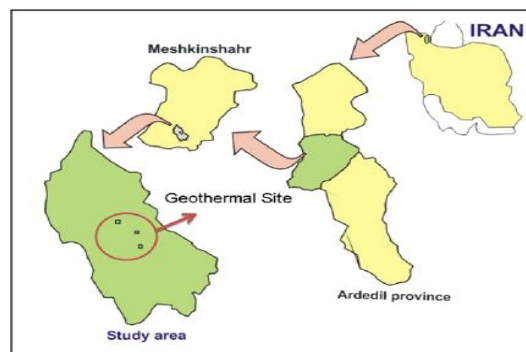 IRAN
Meshkinshahr
Geothermal Site
Ardedil province
Study area